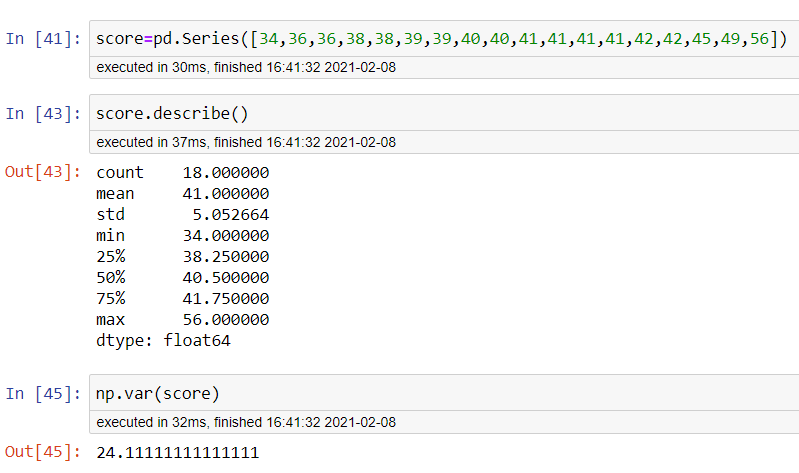 In [41]: score=pd.Series([34,36,36,38,38,39,39,40,40,41,41,41,41,42,42,45,49,56])
executed in 30ms, finished 16:41:32 2021-02-08
In [43]: score.describe()
executed in 37ms, finished 16:41:32 2021-02-08
Out[43]: count 18.000000
mean 41.000000
std 5.052664
min 34.000000
25% 38.250000
50% 40.500000
75% 41.750000
max 56.000000
dtype: float64
In [45]: np.var(score)
executed in 32ms, finished 16:41:32 2021-02-08
Out[45]: 24.11111111111111